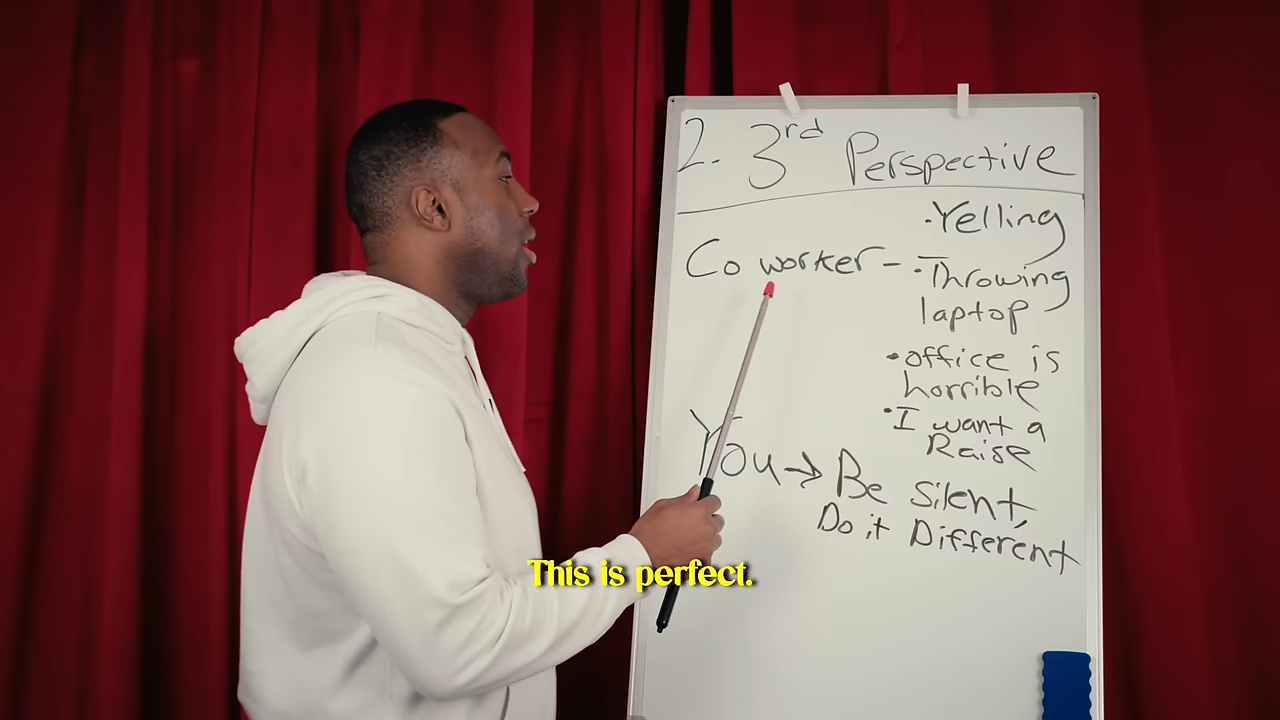 2. 3rd Perspective
·Yelling
Co worker - ·Throwing
laptop
·office is
horrible
·I want a
Raise
You → Be Silent,
Do it Different
This is perfect.